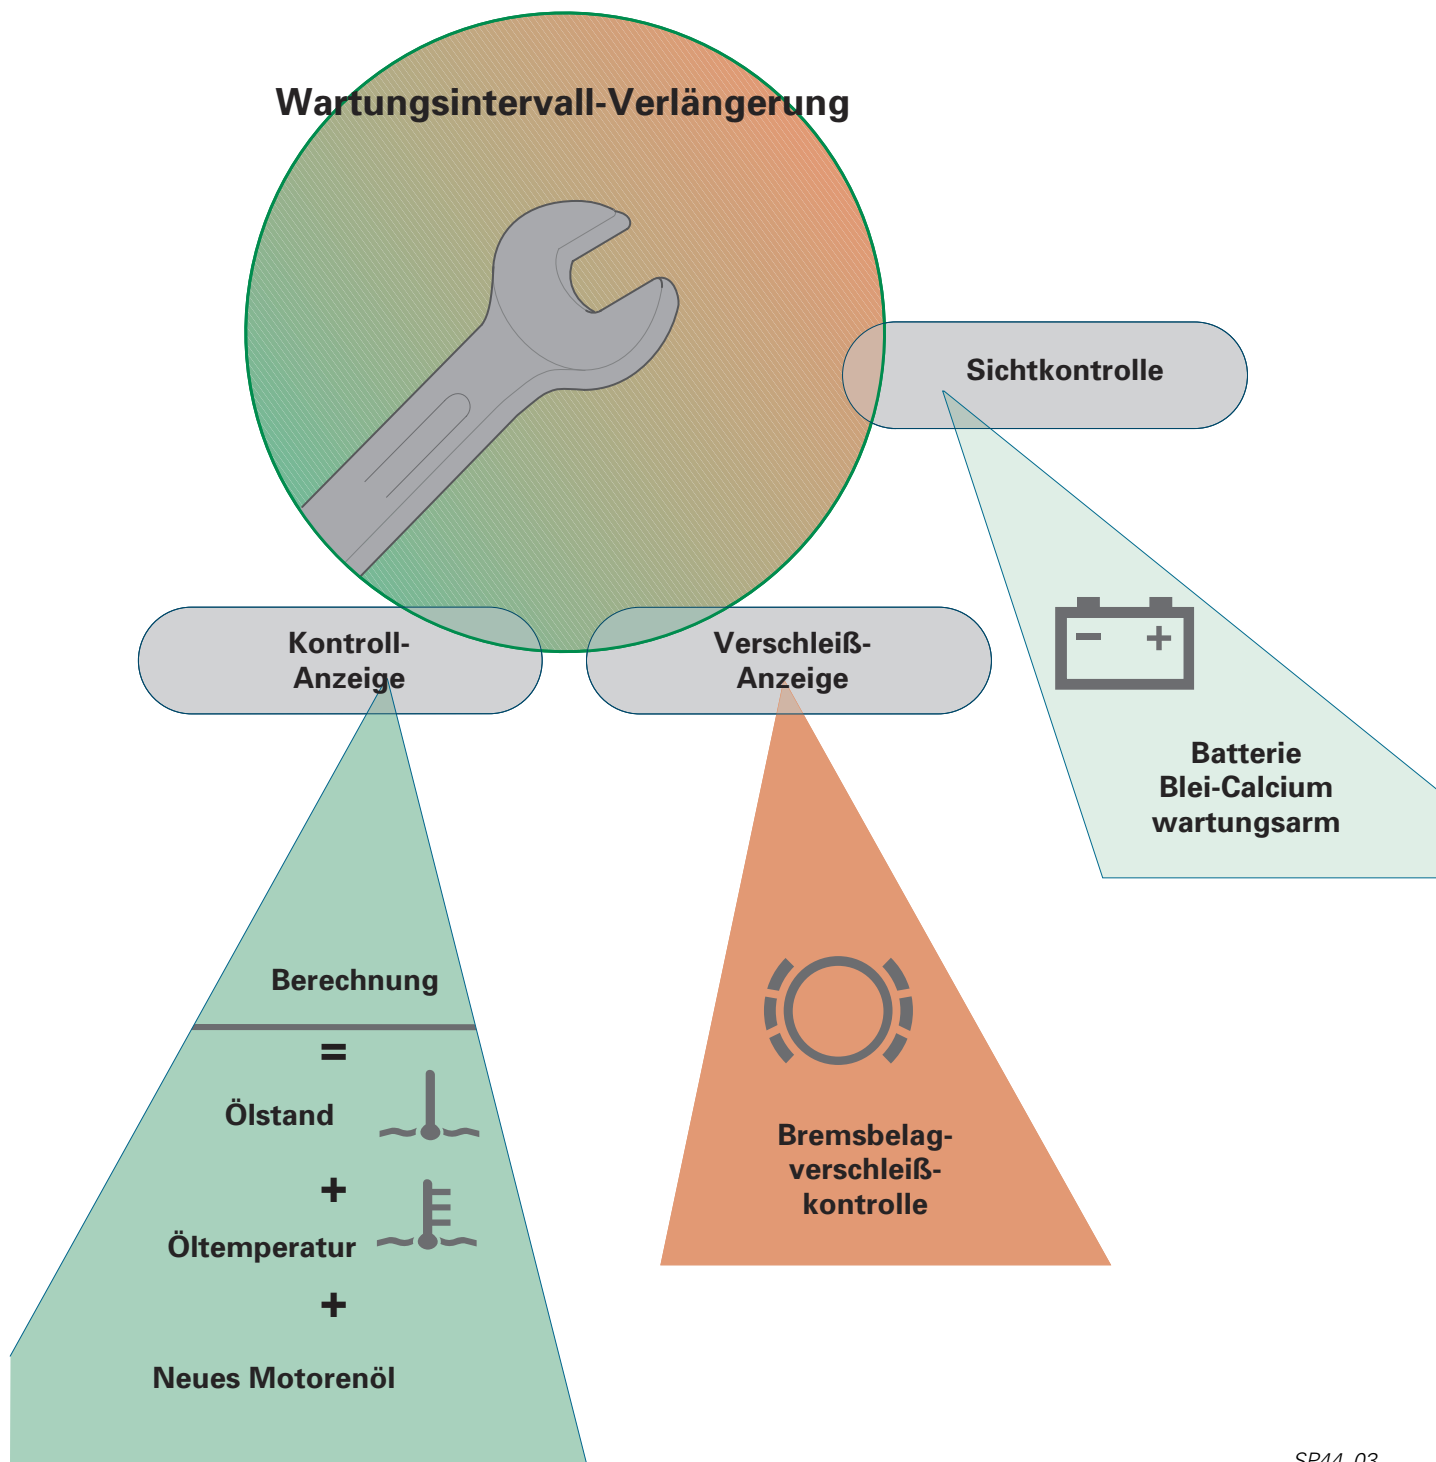 Wartungsintervall-Verlängerung
Sichtkontrolle
Kontroll-
Anzeige
Verschleiß-
Anzeige
Batterie
Blei-Calcium
wartungsarm
Berechnung
=
Ölstand
+
Öltemperatur
+
Neues Motorenöl
Bremsbelag-
verschleiß-
kontrolle
SP44_03